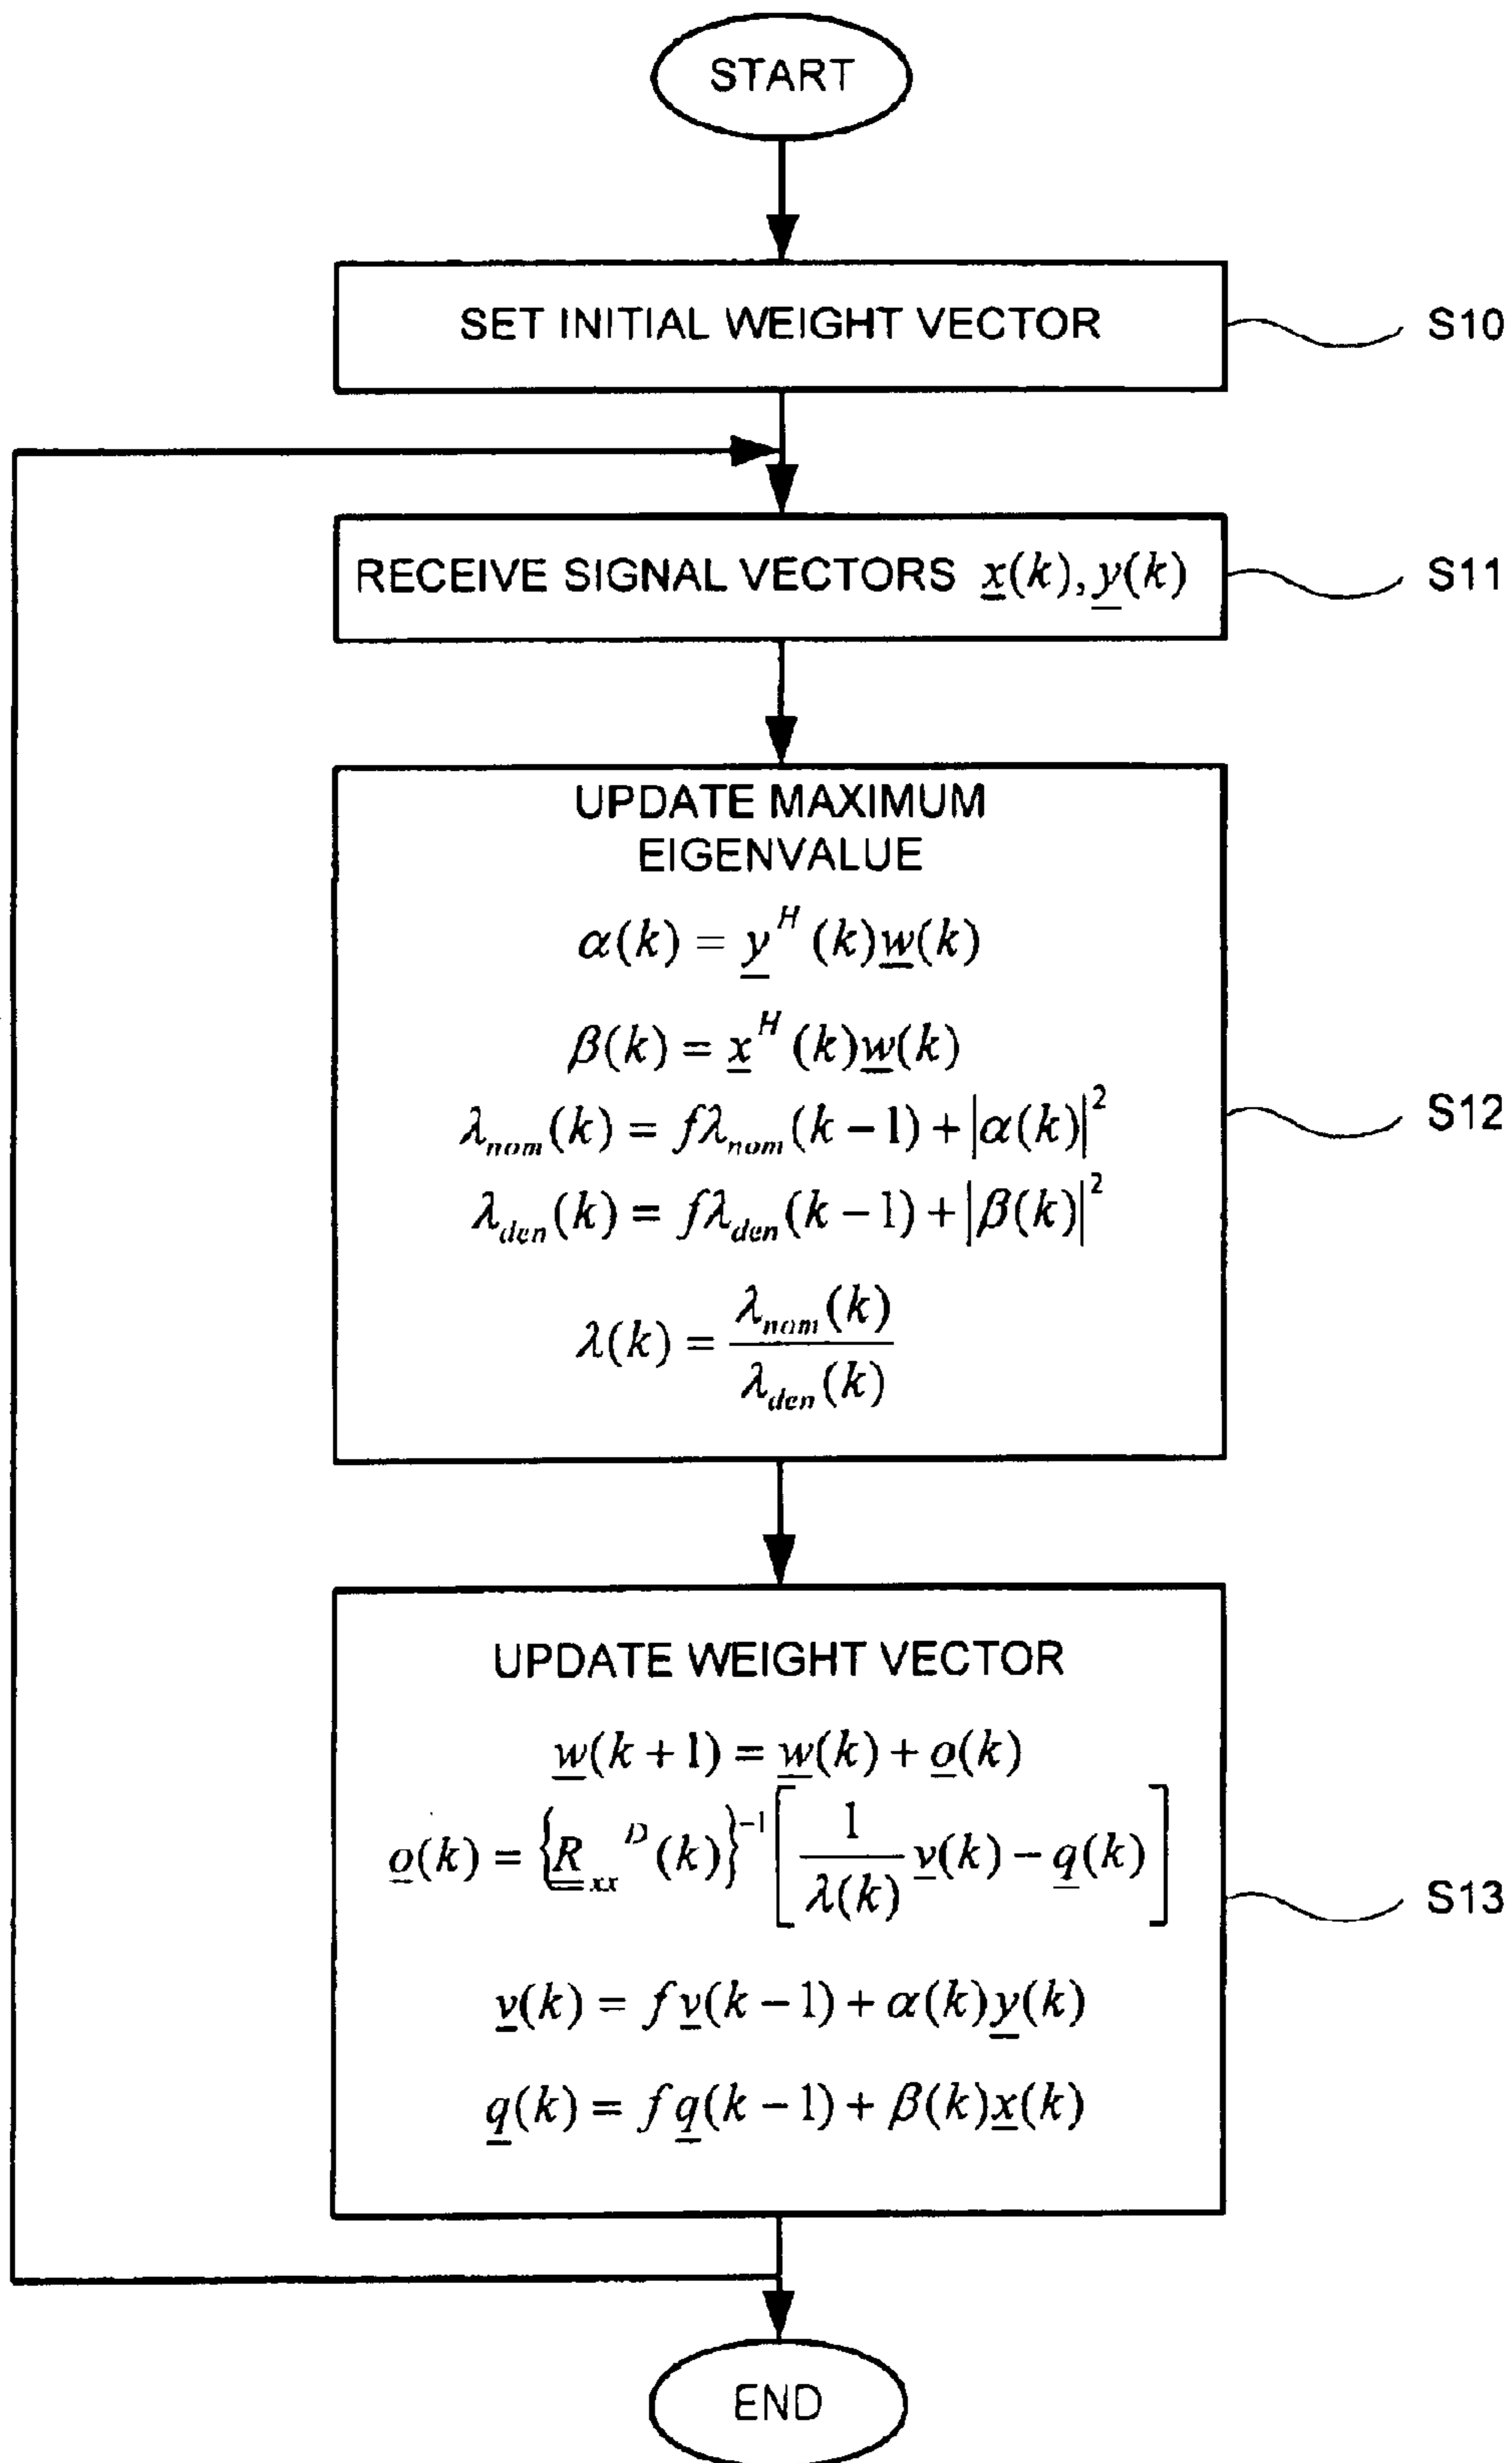 START
SET INITIAL WEIGHT VECTOR
S10
RECEIVE SIGNAL VECTORS x(k), y(k)
S11
UPDATE MAXIMUM
EIGENVALUE
α(k) = y^H (k)w(k)
β(k) = x^H (k)w(k)
λ_nom(k) = fλ_nom(k − 1) + |α(k)|^2
S12
λ_den(k) = fλ_den(k − 1) + |β(k)|^2
λ(k) = λ_nom(k) / λ_den(k)
UPDATE WEIGHT VECTOR
w(k + 1) = w(k) + o(k)
o(k) = {R_xx^D(k)}^−1 [1/λ(k) v(k) − q(k)]
S13
v(k) = f v(k − 1) + α(k)y(k)
q(k) = f q(k − 1) + β(k)x(k)
END